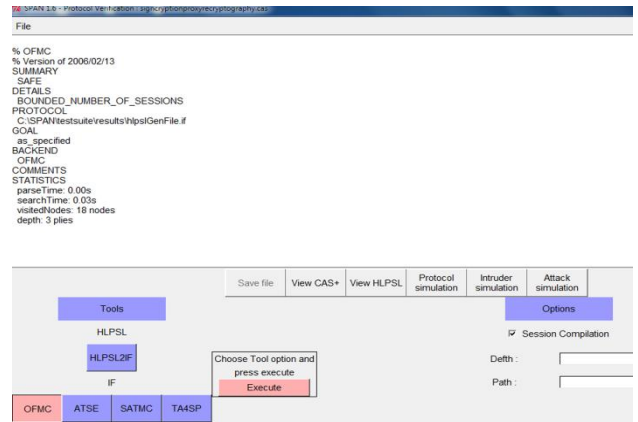 SPAN 1.6 - Protocol Verification : signcryptionproxyrecryptography.cas
File
% OFMC
% Version of 2006/02/13
SUMMARY
SAFE
DETAILS
BOUNDED_NUMBER_OF_SESSIONS
PROTOCOL
C:\SPAN\testsuite\results\hlpslGenFile.if
GOAL
as_specified
BACKEND
OFMC
COMMENTS
STATISTICS
parseTime: 0.00s
searchTime: 0.03s
visitedNodes: 18 nodes
depth: 3 plies
Save file
View CAS+
View HLPSL
Protocol
simulation
Intruder
simulation
Attack
simulation
Tools
Options
HLPSL
Session Compilation
HLPSL2IF
Choose Tool option and
press execute
Execute
Defth :
IF
Path :
OFMC
ATSE
SATMC
TA4SP